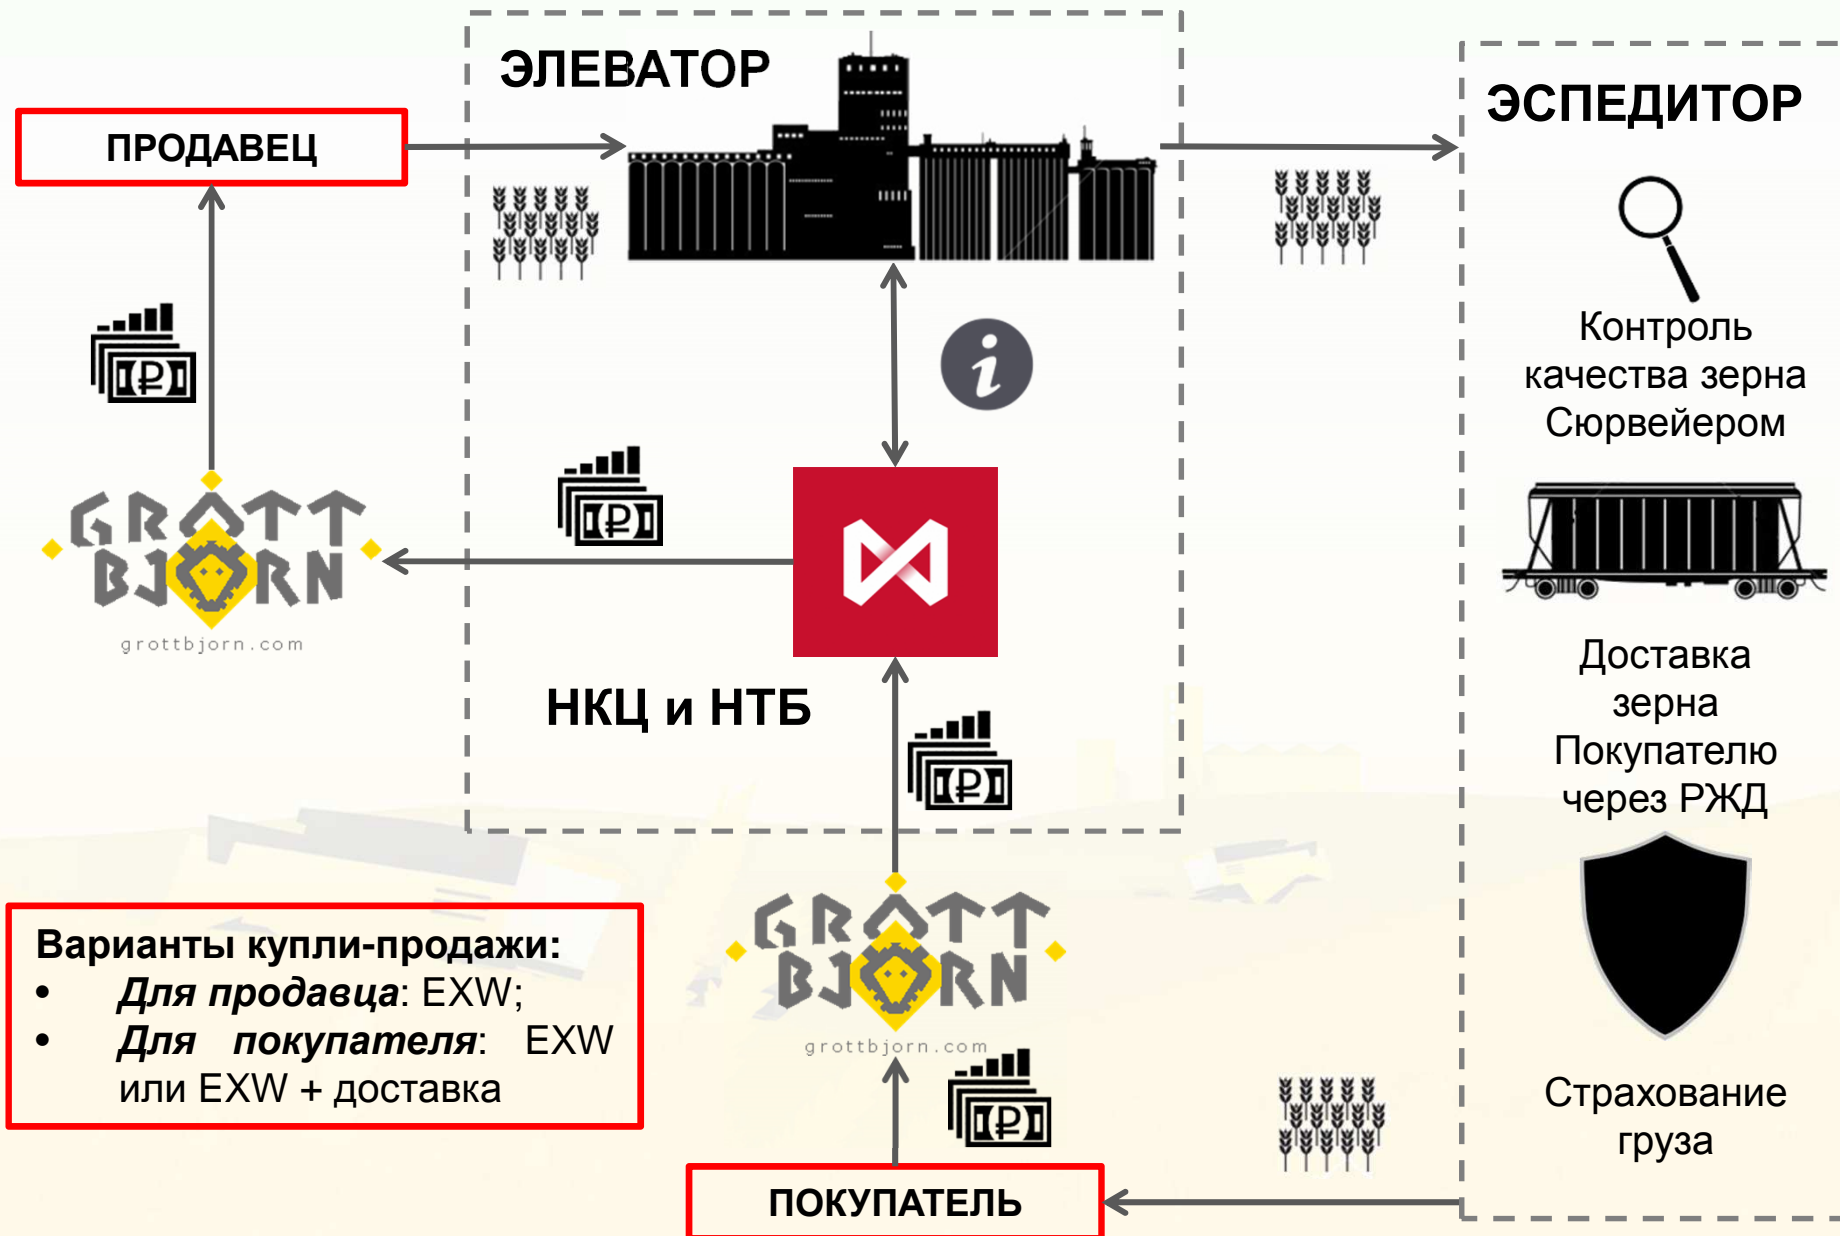 ЭЛЕВАТОР
ЭСПЕДИТОР
ПРОДАВЕЦ
Контроль
качества зерна
Сюрвейером
GROTT
BJORN
grottbjorn.com
НКЦ и НТБ
Доставка
зерна
Покупателю
через РЖД
GROTT
BJORN
grottbjorn.com
Варианты купли-продажи:
• Для продавца: EXW;
• Для покупателя: EXW
или EXW + доставка
Страхование
груза
ПОКУПАТЕЛЬ